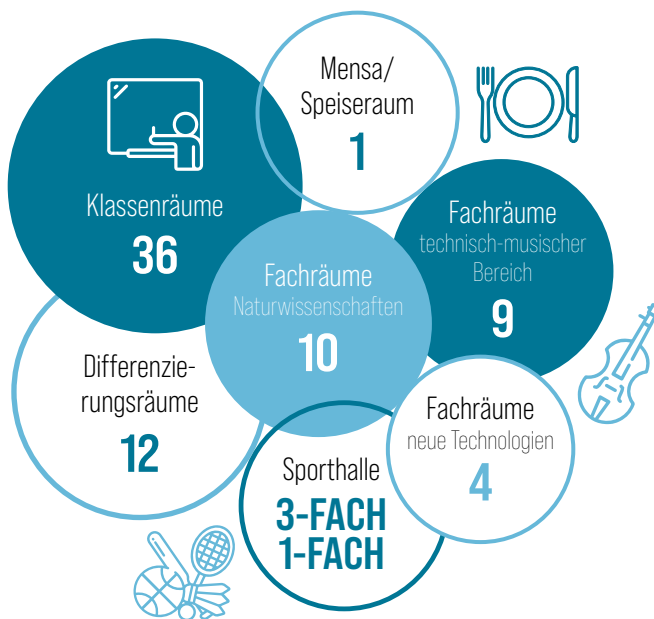 Mensa/
Speiseraum
1
Klassenräume
36
Fachräume
technisch-musischer
Bereich
9
Fachräume
Naturwissenschaften
10
Differenzie-
rungsräume
12
Fachräume
neue Technologien
4
Sporthalle
3-FACH
1-FACH